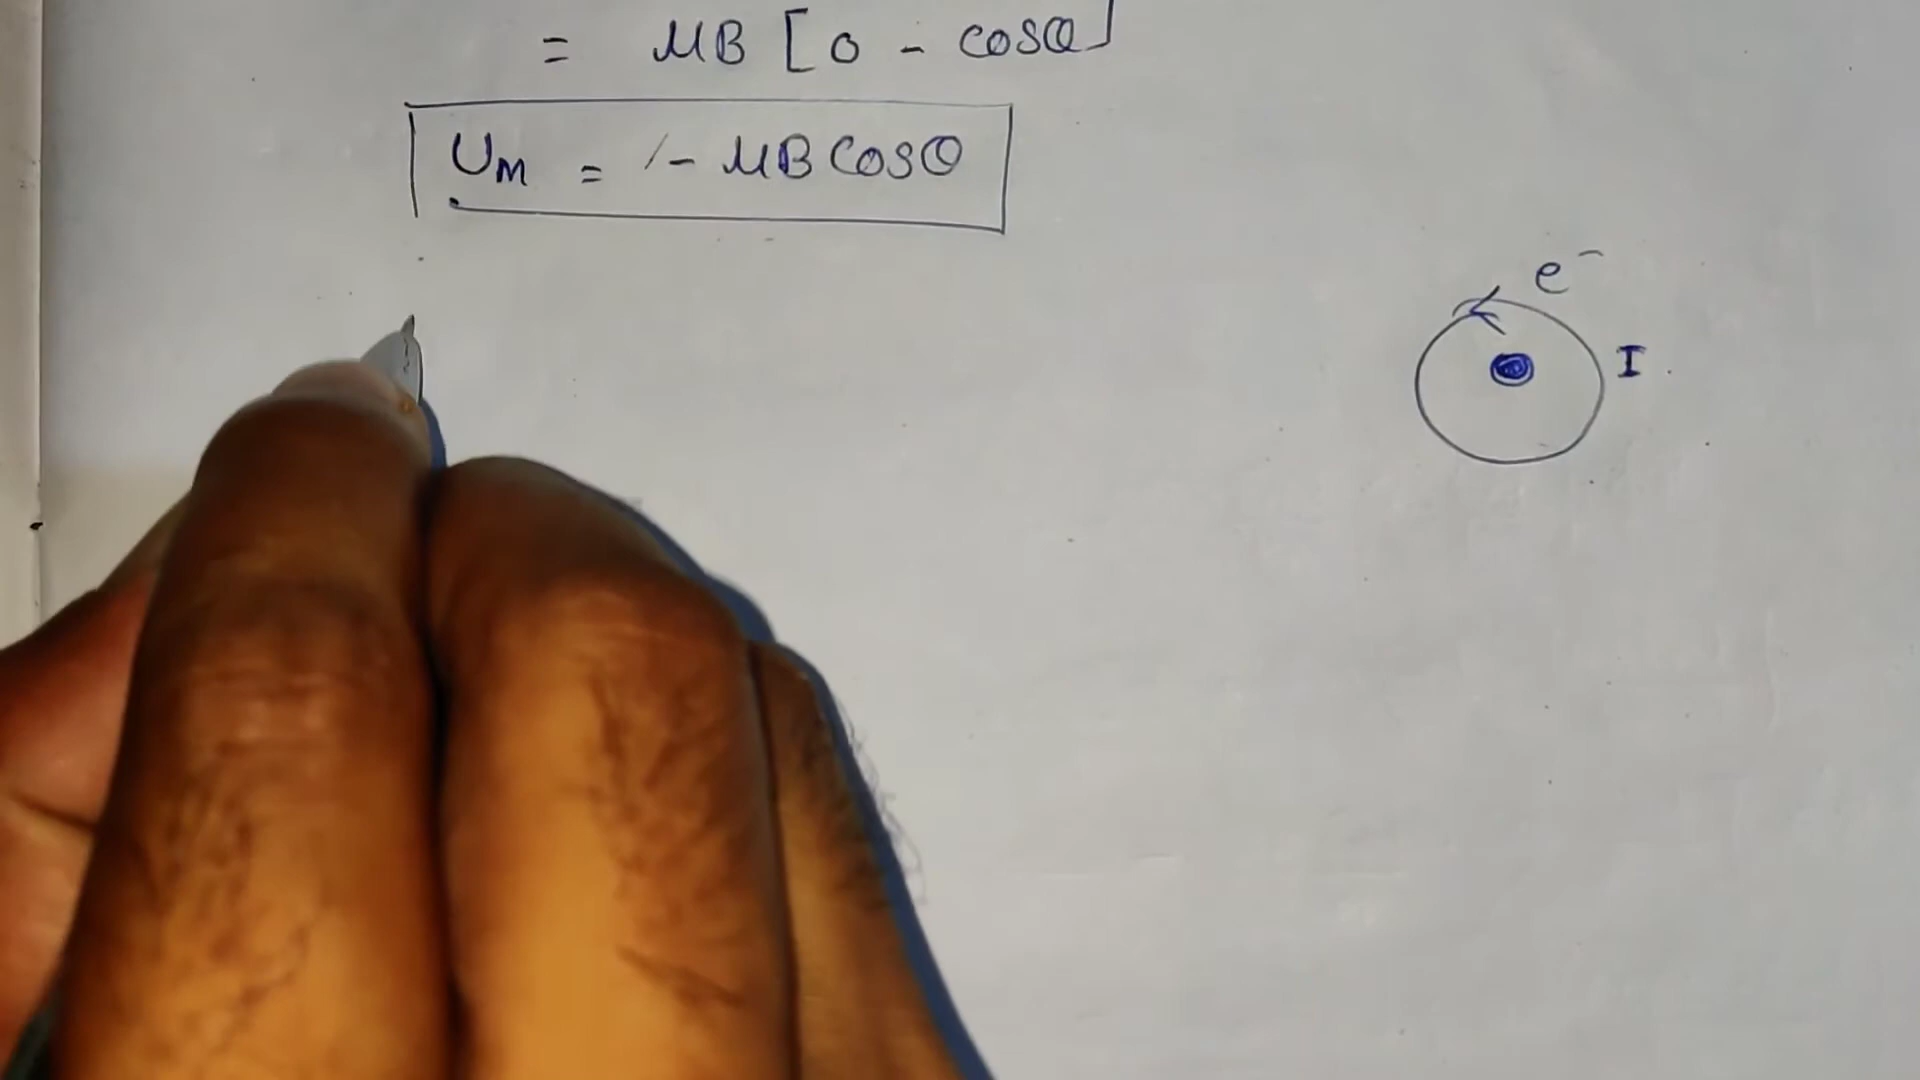 = μB [0 - cosθ]
U_M = - μB cosθ
e⁻
I